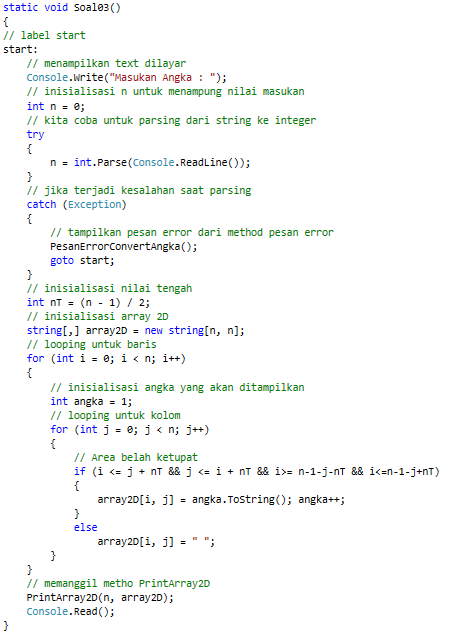 static void Soal03()
{
// label start
start:
// menampilkan text dilayar
Console.Write("Masukan Angka : ");
// inisialisasi n untuk menampung nilai masukan
int n = 0;
// kita coba untuk parsing dari string ke integer
try
{
n = int.Parse(Console.ReadLine());
}
// jika terjadi kesalahan saat parsing
catch (Exception)
{
// tampilkan pesan error dari method pesan error
PesanErrorConvertAngka();
goto start;
}
// inisialisasi nilai tengah
int nT = (n - 1) / 2;
// inisialisasi array 2D
string[,] array2D = new string[n, n];
// looping untuk baris
for (int i = 0; i < n; i++)
{
// inisialisasi angka yang akan ditampilkan
int angka = 1;
// looping untuk kolom
for (int j = 0; j < n; j++)
{
// Area belah ketupat
if (i <= j + nT && j <= i + nT && i>= n-1-j-nT && i<=n-1-j+nT)
{
array2D[i, j] = angka.ToString(); angka++;
}
else
array2D[i, j] = " ";
}
}
// memanggil metho PrintArray2D
PrintArray2D(n, array2D);
Console.Read();
}